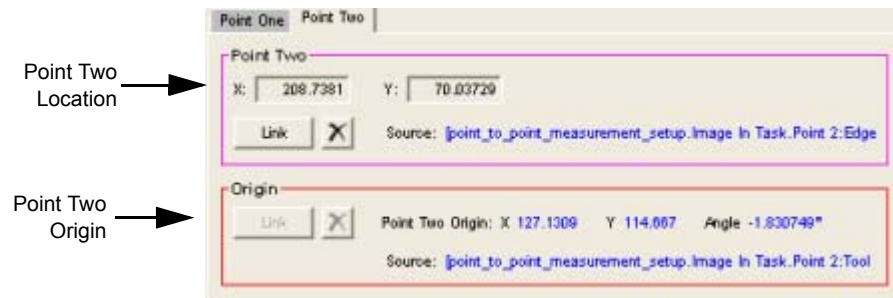 Point One Point Two
Point Two
Point Two
Location
X: 208.7381 Y: 70.03729
Link X Source: [point_to_point_measurement_setup.Image In Task.Point 2:Edge
Origin
Point Two
Origin
Link X Point Two Origin: X 127.1309 Y 114.667 Angle -1.830749°
Source: [point_to_point_measurement_setup.Image In Task.Point 2:Tool